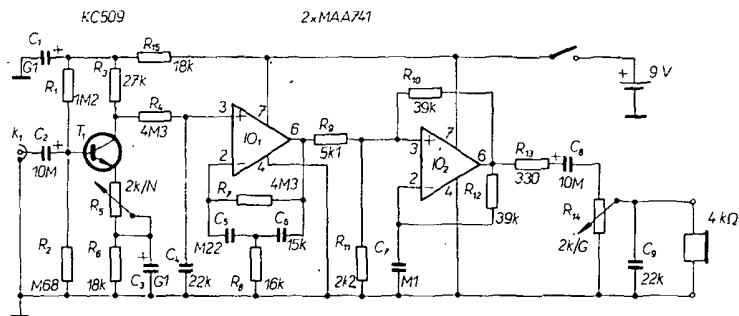 KC509
2xMAA741
C1
G1
R1
1M2
R3
27k
R15
18k
R4
4M3
K1
C2
10M
T1
2k/N
R5
R2
M68
R6
18k
C3
G1
C4
22k
3
7
IO1
6
2
4
R7
4M3
C5
M22
C6
15k
R8
16k
R9
5k1
R10
39k
3
7
IO2
6
2
4
R11
2k2
C7
M1
R12
39k
R13
330
C8
10M
R14
2k/G
C9
22k
9 V
4 kΩ